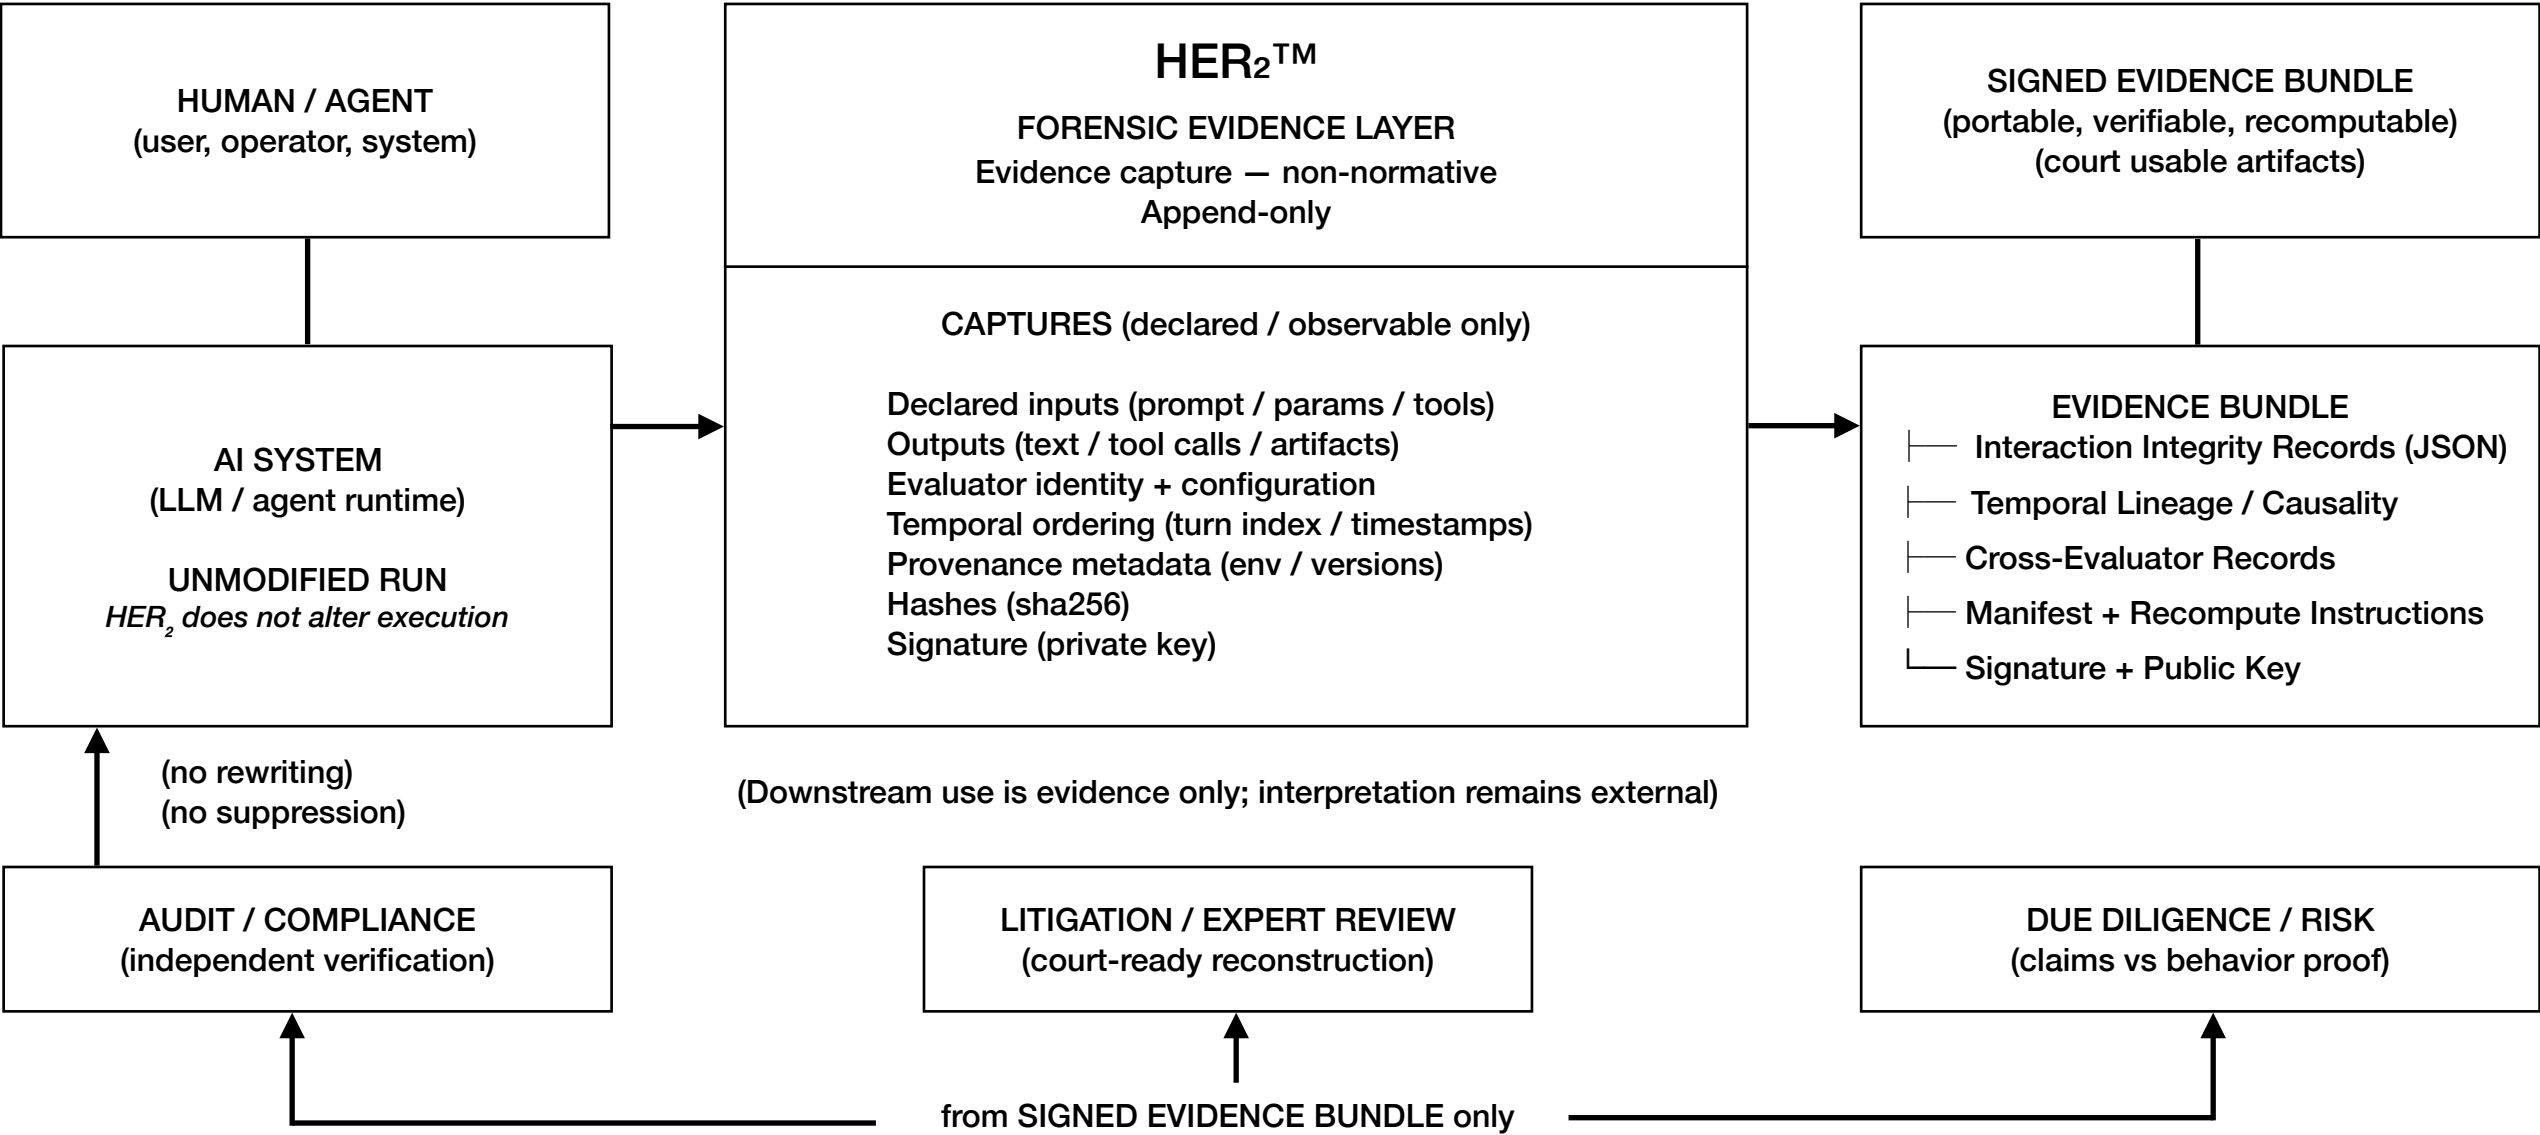 HUMAN / AGENT
(user, operator, system)
HER₂™
FORENSIC EVIDENCE LAYER
Evidence capture — non-normative
Append-only
SIGNED EVIDENCE BUNDLE
(portable, verifiable, recomputable)
(court usable artifacts)
AI SYSTEM
(LLM / agent runtime)
UNMODIFIED RUN
HER₂ does not alter execution
CAPTURES (declared / observable only)
Declared inputs (prompt / params / tools)
Outputs (text / tool calls / artifacts)
Evaluator identity + configuration
Temporal ordering (turn index / timestamps)
Provenance metadata (env / versions)
Hashes (sha256)
Signature (private key)
EVIDENCE BUNDLE
Interaction Integrity Records (JSON)
Temporal Lineage / Causality
Cross-Evaluator Records
Manifest + Recompute Instructions
Signature + Public Key
(no rewriting)
(no suppression)
(Downstream use is evidence only; interpretation remains external)
AUDIT / COMPLIANCE
(independent verification)
LITIGATION / EXPERT REVIEW
(court-ready reconstruction)
DUE DILIGENCE / RISK
(claims vs behavior proof)
from SIGNED EVIDENCE BUNDLE only